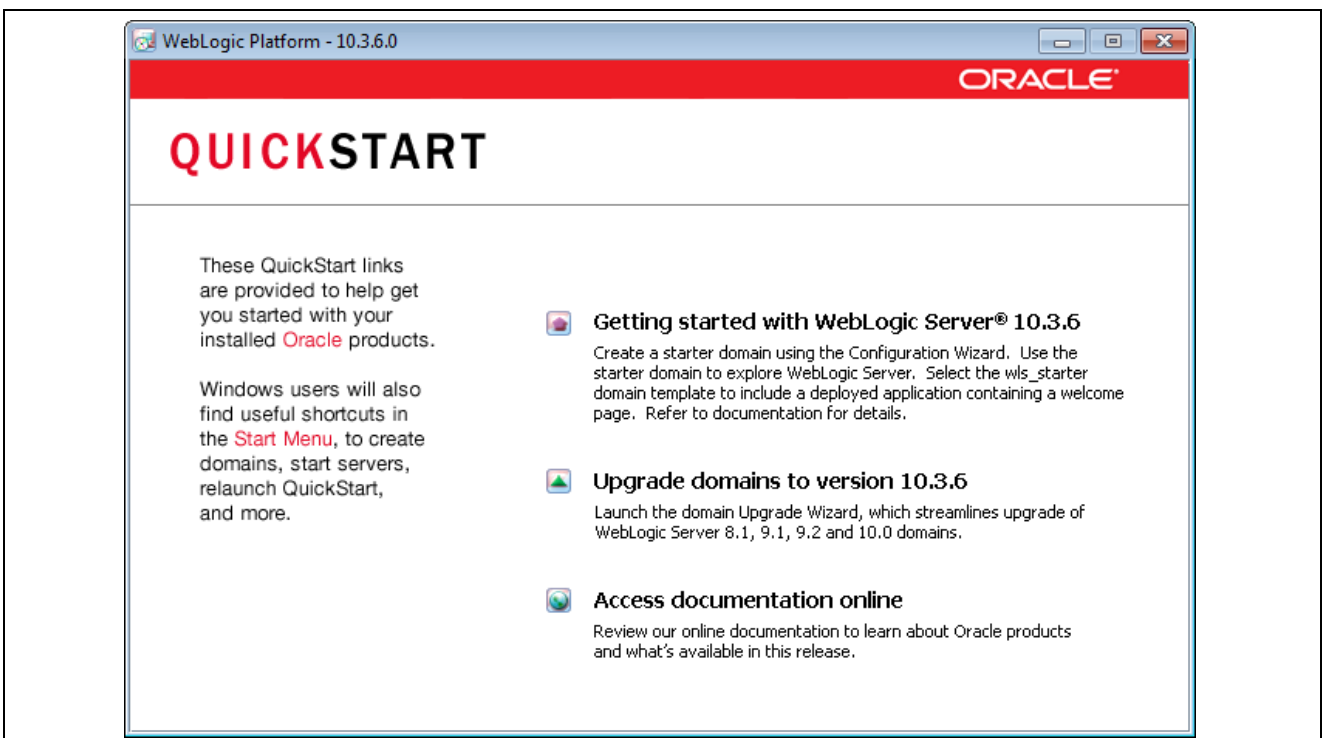 WebLogic Platform - 10.3.6.0
ORACLE®
QUICKSTART
These QuickStart links
are provided to help get
you started with your
installed Oracle products.
Windows users will also
find useful shortcuts in
the Start Menu, to create
domains, start servers,
relaunch QuickStart,
and more.
Getting started with WebLogic Server® 10.3.6
Create a starter domain using the Configuration Wizard. Use the
starter domain to explore WebLogic Server. Select the wls_starter
domain template to include a deployed application containing a welcome
page. Refer to documentation for details.
Upgrade domains to version 10.3.6
Launch the domain Upgrade Wizard, which streamlines upgrade of
WebLogic Server 8.1, 9.1, 9.2 and 10.0 domains.
Access documentation online
Review our online documentation to learn about Oracle products
and what's available in this release.